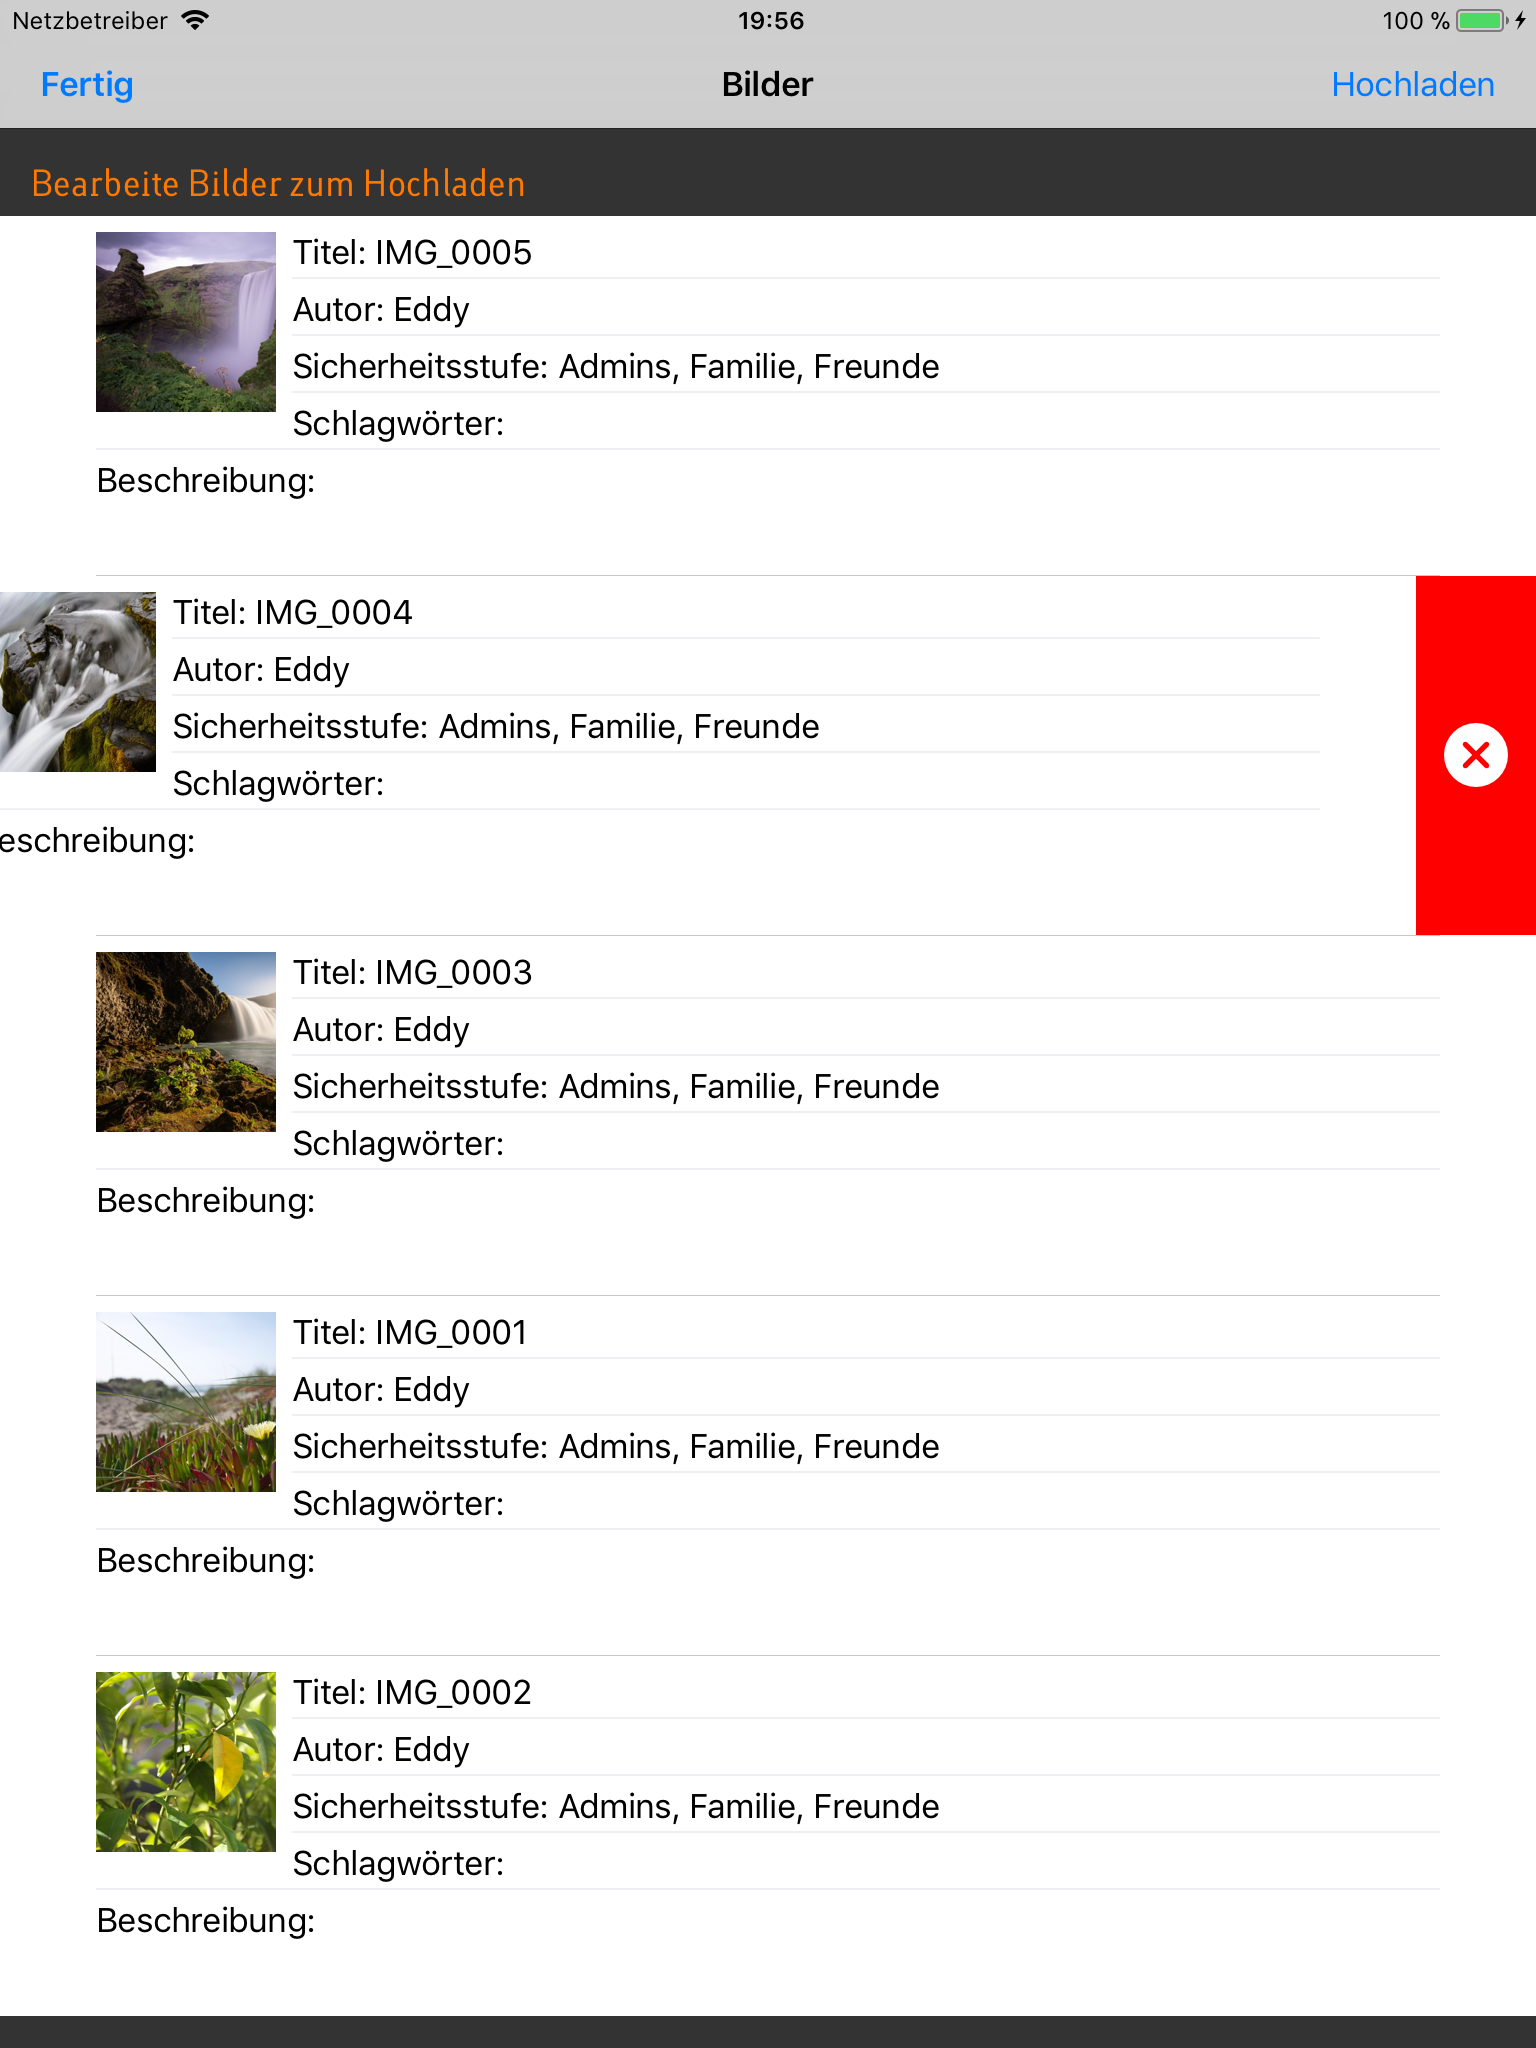 Netzbetreiber 19:56 100 %
Fertig Bilder Hochladen
Bearbeite Bilder zum Hochladen
Titel: IMG_0005
Autor: Eddy
Sicherheitsstufe: Admins, Familie, Freunde
Schlagwörter:
Beschreibung:
Titel: IMG_0004
Autor: Eddy
Sicherheitsstufe: Admins, Familie, Freunde
Schlagwörter:
eschreibung:
Titel: IMG_0003
Autor: Eddy
Sicherheitsstufe: Admins, Familie, Freunde
Schlagwörter:
Beschreibung:
Titel: IMG_0001
Autor: Eddy
Sicherheitsstufe: Admins, Familie, Freunde
Schlagwörter:
Beschreibung:
Titel: IMG_0002
Autor: Eddy
Sicherheitsstufe: Admins, Familie, Freunde
Schlagwörter:
Beschreibung: